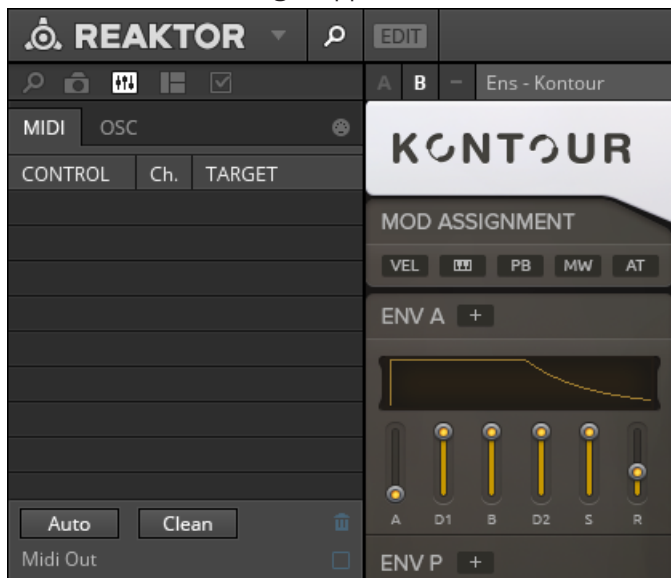 REAKTOR
EDIT
A B – Ens - Kontour
MIDI OSC
CONTROL Ch. TARGET
KONTOUR
MOD ASSIGNMENT
VEL PB MW AT
ENV A +
A D1 B D2 S R
Auto Clean
Midi Out
ENV P +